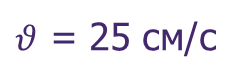 𝜗 = 25 см/с